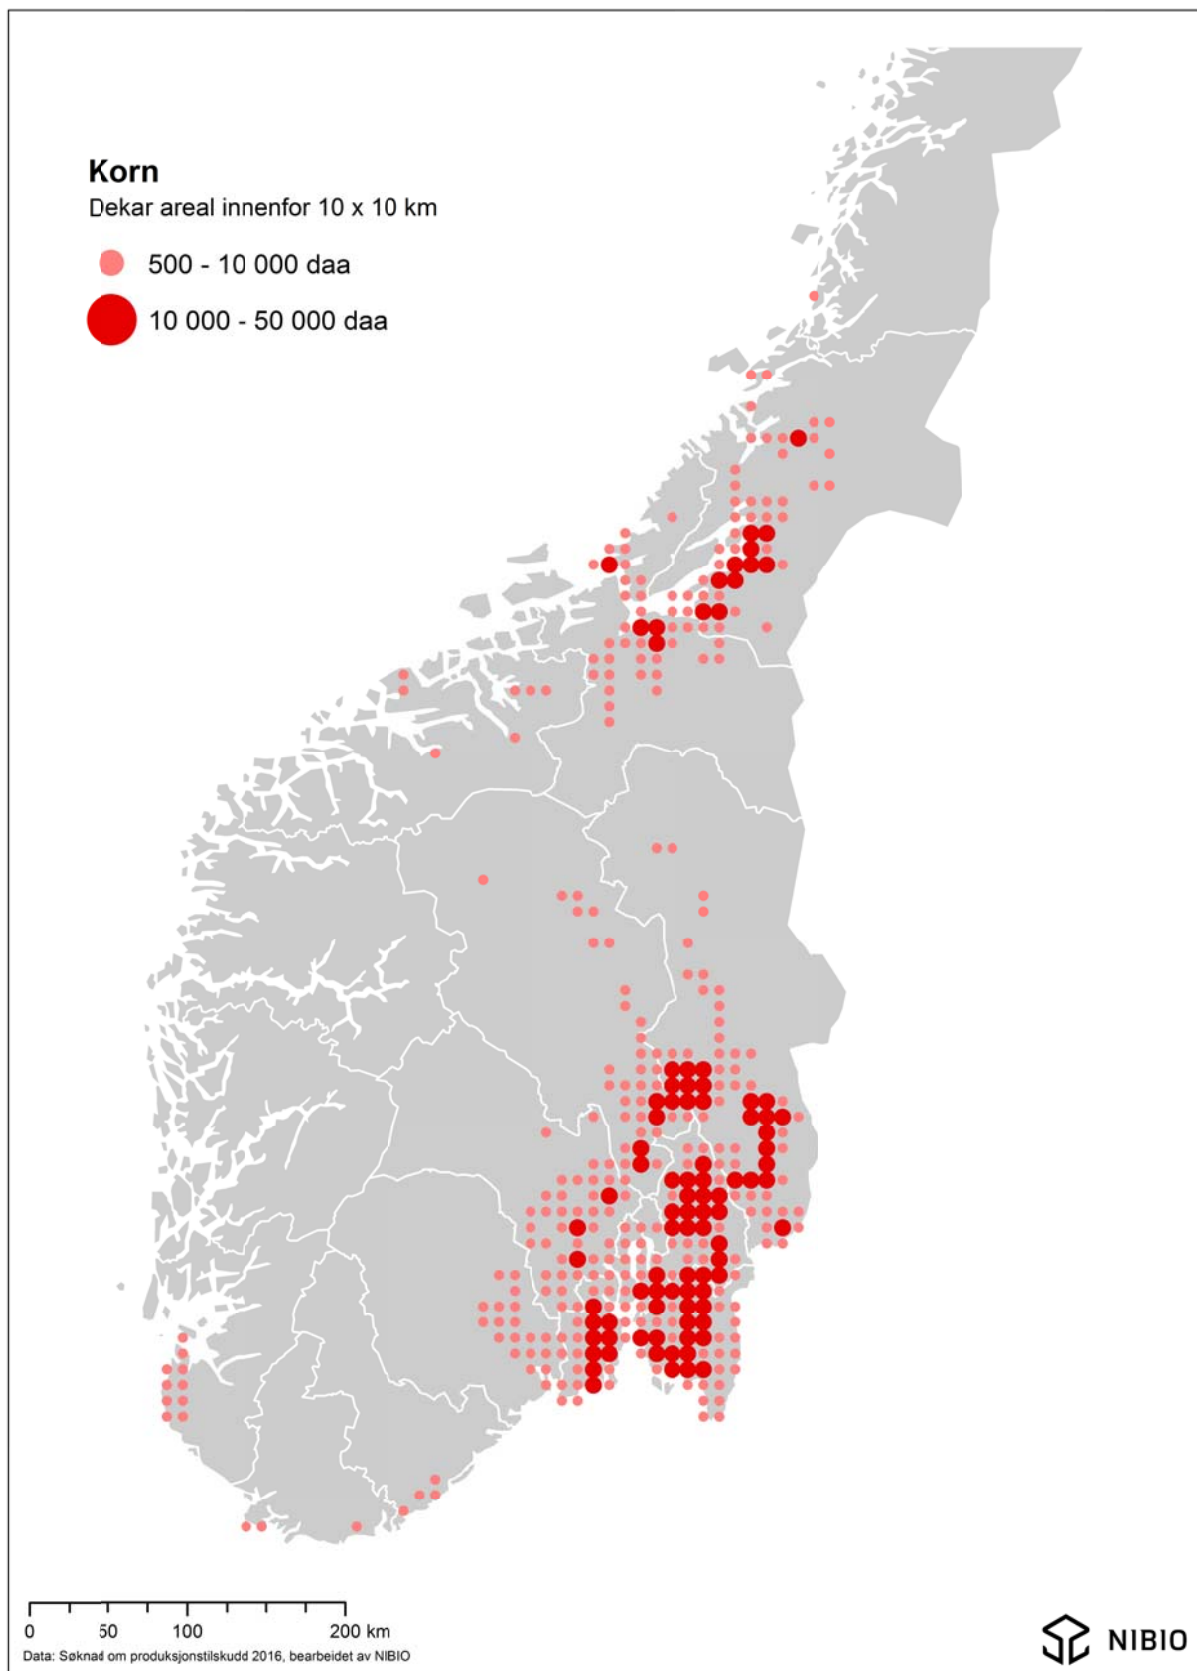 Korn
Dekar areal innenfor 10 x 10 km
500 - 10 000 daa
10 000 - 50 000 daa
0 50 100 200 km
Data: Søknad om produksjonstilskudd 2016, bearbeidet av NIBIO
NIBIO